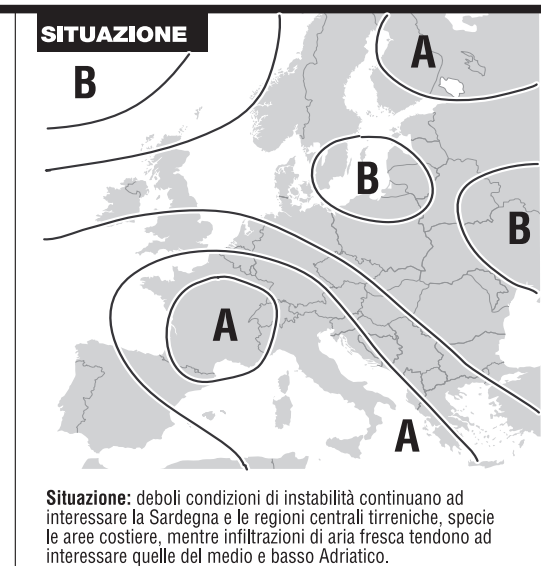 SITUAZIONE
B
A
B
B
A
A
Situazione: deboli condizioni di instabilità continuano ad
interessare la Sardegna e le regioni centrali tirreniche, specie
le aree costiere, mentre infiltrazioni di aria fresca tendono ad
interessare quelle del medio e basso Adriatico.